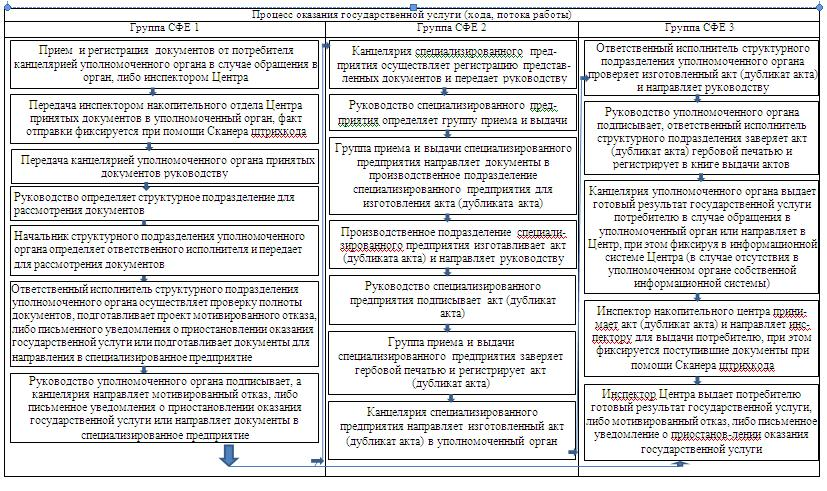 Процесс оказания государственной услуги (хода, потока работы)
Группа СФЕ 1
Прием и регистрация документов от потребителя
канцелярией уполномоченного органа в случае обращения в
орган, либо инспектором Центра
Передача инспектором накопительного отдела Центра
принятых документов в уполномоченный орган, факт
отправки фиксируется при помощи Сканера штрихкода
Передача канцелярией уполномоченного органа принятых
документов руководству
Руководство определяет структурное подразделение для
рассмотрения документов
Начальник структурного подразделения уполномоченного
органа определяет ответственного исполнителя и передает
для рассмотрения документов
Ответственный исполнитель структурного подразделения
уполномоченного органа осуществляет проверку полноты
документов, подготавливает проект мотивированного отказа,
либо письменного уведомления о приостановлении оказания
государственной услуги или подготавливает документы для
направления в специализированное предприятие
Руководство уполномоченного органа подписывает, а
канцелярия направляет мотивированный отказ, либо
письменное уведомления о приостановлении оказания
государственной услуги или направляет документы в
специализированное предприятие
Группа СФЕ 2
Канцелярия специализированного пред-
приятия осуществляет регистрацию представ-
ленных документов и передает руководству
Руководство специализированного пред-
приятия определяет группу приема и выдачи
Группа приема и выдачи специализированного
предприятия направляет документы в
производственное подразделение
специализированного предприятия для
изготовления акта (дубликата акта)
Производственное подразделение специали-
зированного предприятия изготавливает акт
(дубликата акта) и направляет руководству
Руководство специализированного
предприятия подписывает акт (дубликат
акта)
Группа приема и выдачи
специализированного предприятия заверяет
гербовой печатью и регистрирует акт
(дубликат акта)
Канцелярия специализированного
предприятия направляет изготовленный акт
(дубликат акта) в уполномоченный орган
Группа СФЕ 3
Ответственный исполнитель структурного
подразделения уполномоченного органа
проверяет изготовленный акт (дубликат акта)
и направляет руководству
Руководство уполномоченного органа
подписывает, ответственный исполнитель
структурного подразделения заверяет акт
(дубликат акта) гербовой печатью и
регистрирует в книге выдачи актов
Канцелярия уполномоченного органа выдает
готовый результат государственной услуги
потребителю в случае обращения в
уполномоченный орган или направляет в
Центр, при этом фиксируя в информационной
системе Центра (в случае отсутствия в
уполномоченном органе собственной
информационной системы)
Инспектор накопительного центра прини-
мает акт (дубликат акта) и направляет инс-
пектору для выдачи потребителю, при этом
фиксируется поступившие документы при
помощи Сканера штрихкода
Инспектор Центра выдает потребителю
готовый результат государственной услуги,
либо мотивированный отказ, либо письменное
уведомление о приостанов-лении оказания
государственной услуги